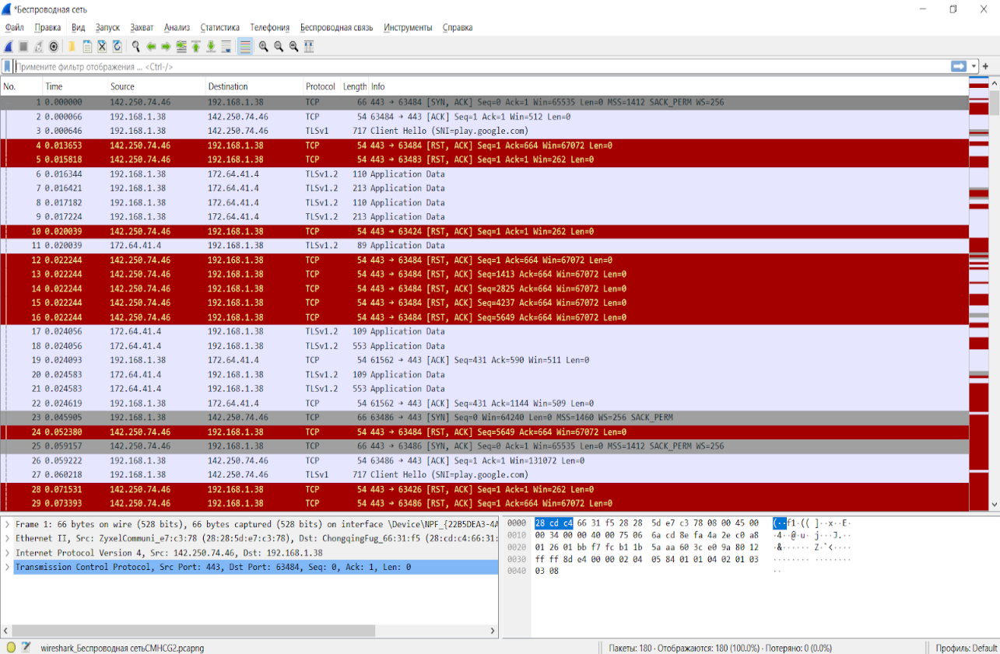 *Беспроводная сеть
Файл Правка Вид Запуск Захват Анализ Статистика Телефония Беспроводная связь Инструменты Справка
Примените фильтр отображения ... <Ctrl-/>
No. Time Source Destination Protocol Length Info
1 0.000000 142.250.74.46 192.168.1.38 TCP 66 443 → 63484 [SYN, ACK] Seq=0 Ack=1 Win=65535 Len=0 MSS=1412 SACK_PERM WS=256
2 0.000066 192.168.1.38 142.250.74.46 TCP 54 63484 → 443 [ACK] Seq=1 Ack=1 Win=512 Len=0
3 0.000646 192.168.1.38 142.250.74.46 TLSv1 717 Client Hello (SNI=play.google.com)
4 0.013653 142.250.74.46 192.168.1.38 TCP 54 443 → 63484 [RST, ACK] Seq=1 Ack=664 Win=67072 Len=0
5 0.015818 142.250.74.46 192.168.1.38 TCP 54 443 → 63483 [RST, ACK] Seq=1 Ack=1 Win=262 Len=0
6 0.016344 192.168.1.38 172.64.41.4 TLSv1.2 110 Application Data
7 0.016421 192.168.1.38 172.64.41.4 TLSv1.2 213 Application Data
8 0.017182 192.168.1.38 172.64.41.4 TLSv1.2 110 Application Data
9 0.017224 192.168.1.38 172.64.41.4 TLSv1.2 213 Application Data
10 0.020039 142.250.74.46 192.168.1.38 TCP 54 443 → 63424 [RST, ACK] Seq=1 Ack=1 Win=262 Len=0
11 0.020039 172.64.41.4 192.168.1.38 TLSv1.2 89 Application Data
12 0.022244 142.250.74.46 192.168.1.38 TCP 54 443 → 63484 [RST, ACK] Seq=1 Ack=664 Win=67072 Len=0
13 0.022244 142.250.74.46 192.168.1.38 TCP 54 443 → 63484 [RST, ACK] Seq=1413 Ack=664 Win=67072 Len=0
14 0.022244 142.250.74.46 192.168.1.38 TCP 54 443 → 63484 [RST, ACK] Seq=2825 Ack=664 Win=67072 Len=0
15 0.022244 142.250.74.46 192.168.1.38 TCP 54 443 → 63484 [RST, ACK] Seq=4237 Ack=664 Win=67072 Len=0
16 0.022244 142.250.74.46 192.168.1.38 TCP 54 443 → 63484 [RST, ACK] Seq=5649 Ack=664 Win=67072 Len=0
17 0.024056 172.64.41.4 192.168.1.38 TLSv1.2 109 Application Data
18 0.024056 172.64.41.4 192.168.1.38 TLSv1.2 553 Application Data
19 0.024093 192.168.1.38 172.64.41.4 TCP 54 61562 → 443 [ACK] Seq=431 Ack=590 Win=511 Len=0
20 0.024583 172.64.41.4 192.168.1.38 TLSv1.2 109 Application Data
21 0.024583 172.64.41.4 192.168.1.38 TLSv1.2 553 Application Data
22 0.024619 192.168.1.38 172.64.41.4 TCP 54 61562 → 443 [ACK] Seq=431 Ack=1144 Win=509 Len=0
23 0.045905 192.168.1.38 142.250.74.46 TCP 66 63486 → 443 [SYN] Seq=0 Win=64240 Len=0 MSS=1460 WS=256 SACK_PERM
24 0.052380 142.250.74.46 192.168.1.38 TCP 54 443 → 63484 [RST, ACK] Seq=5649 Ack=664 Win=67072 Len=0
25 0.059157 142.250.74.46 192.168.1.38 TCP 66 443 → 63486 [SYN, ACK] Seq=0 Ack=1 Win=65535 Len=0 MSS=1412 SACK_PERM WS=256
26 0.059222 192.168.1.38 142.250.74.46 TCP 54 63486 → 443 [ACK] Seq=1 Ack=1 Win=131072 Len=0
27 0.060218 192.168.1.38 142.250.74.46 TLSv1 717 Client Hello (SNI=play.google.com)
28 0.071531 142.250.74.46 192.168.1.38 TCP 54 443 → 63426 [RST, ACK] Seq=1 Ack=1 Win=262 Len=0
29 0.073393 142.250.74.46 192.168.1.38 TCP 54 443 → 63486 [RST, ACK] Seq=1 Ack=664 Win=67072 Len=0
Frame 1: 66 bytes on wire (528 bits), 66 bytes captured (528 bits) on interface \Device\NPF_{22B5DEA3-4A
Ethernet II, Src: ZyxelCommuni_e7:c3:78 (28:28:5d:e7:c3:78), Dst: ChongqingFug_66:31:f5 (28:cd:c4:66:31:
Internet Protocol Version 4, Src: 142.250.74.46, Dst: 192.168.1.38
Transmission Control Protocol, Src Port: 443, Dst Port: 63484, Seq: 0, Ack: 1, Len: 0
0000 28 cd c4 66 31 f5 28 28 5d e7 c3 78 08 00 45 00 (··f1·(( ]··x··E·
0010 00 34 00 00 40 00 75 06 6a cd 8e fa 4a 2e c0 a8 ·4··@·u· j···J.··
0020 01 26 01 bb f7 fc b1 1b 5a aa 60 3c e0 9a 80 12 ·&······ Z·`<····
0030 ff ff 8d e4 00 00 02 04 05 84 01 01 04 02 01 03 ········ ········
0040 03 08 ··
wireshark_Беспроводная сетьCMHCG2.pcapng
Пакеты: 180 · Отображаются: 180 (100.0%) · Потеряно: 0 (0.0%)
Профиль: Default